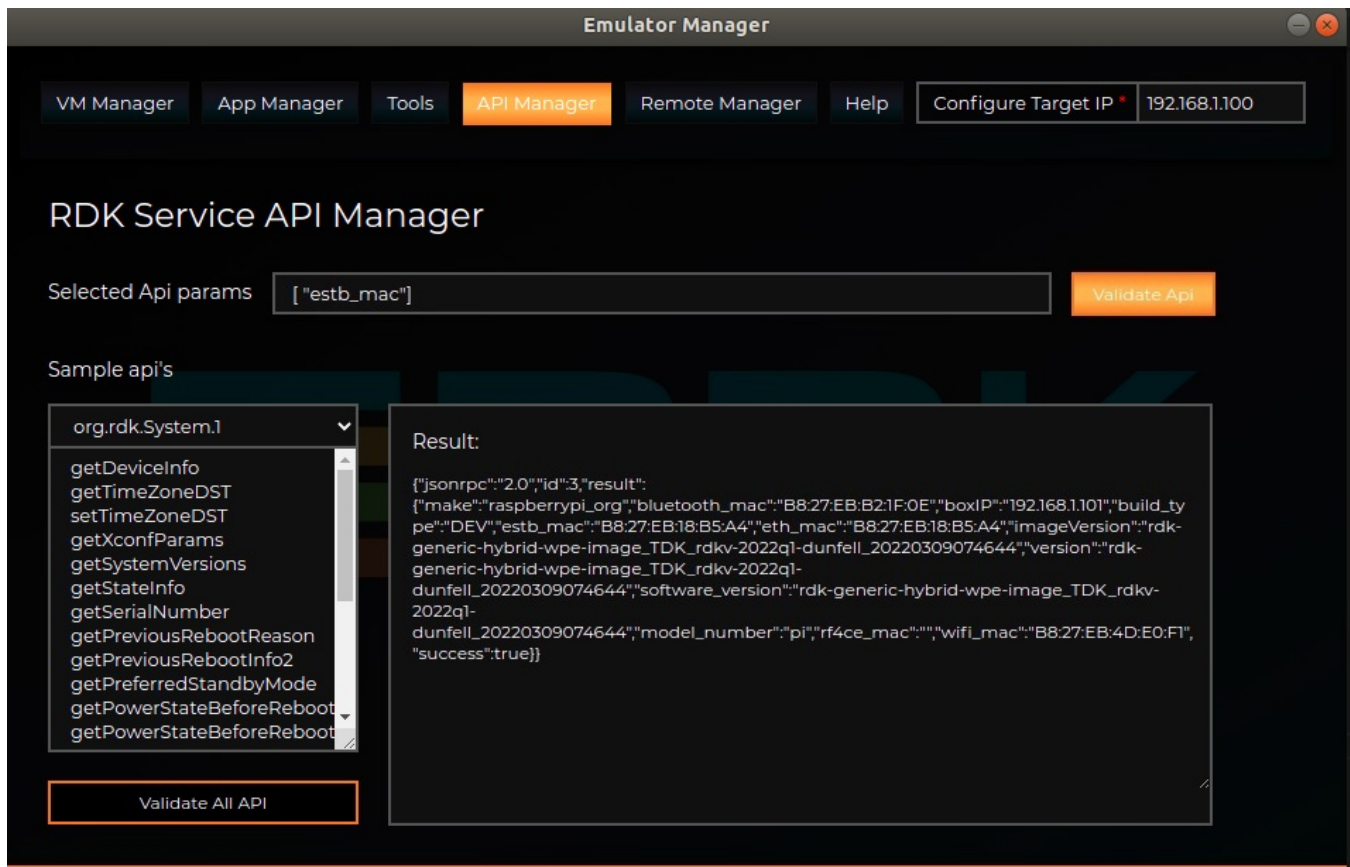 Emulator Manager
VM Manager
App Manager
Tools
API Manager
Remote Manager
Help
Configure Target IP *
192.168.1.100
RDK Service API Manager
Selected Api params
[ "estb_mac"]
Validate Api
Sample api's
org.rdk.System.1
getDeviceInfo
getTimeZoneDST
setTimeZoneDST
getXconfParams
getSystemVersions
getStateInfo
getSerialNumber
getPreviousRebootReason
getPreviousRebootInfo2
getPreferredStandbyMode
getPowerStateBeforeReboot
getPowerStateBeforeReboot
Validate All API
Result:
{"jsonrpc":"2.0","id":3,"result":
{"make":"raspberrypi_org","bluetooth_mac":"B8:27:EB:B2:1F:0E","boxIP":"192.168.1.101","build_ty
pe":"DEV","estb_mac":"B8:27:EB:18:B5:A4","eth_mac":"B8:27:EB:18:B5:A4","imageVersion":"rdk-
generic-hybrid-wpe-image_TDK_rdkv-2022q1-dunfell_20220309074644","version":"rdk-
generic-hybrid-wpe-image_TDK_rdkv-2022q1-
dunfell_20220309074644","software_version":"rdk-generic-hybrid-wpe-image_TDK_rdkv-
2022q1-
dunfell_20220309074644","model_number":"pi","rf4ce_mac":"","wifi_mac":"B8:27:EB:4D:E0:F1",
"success":true}}